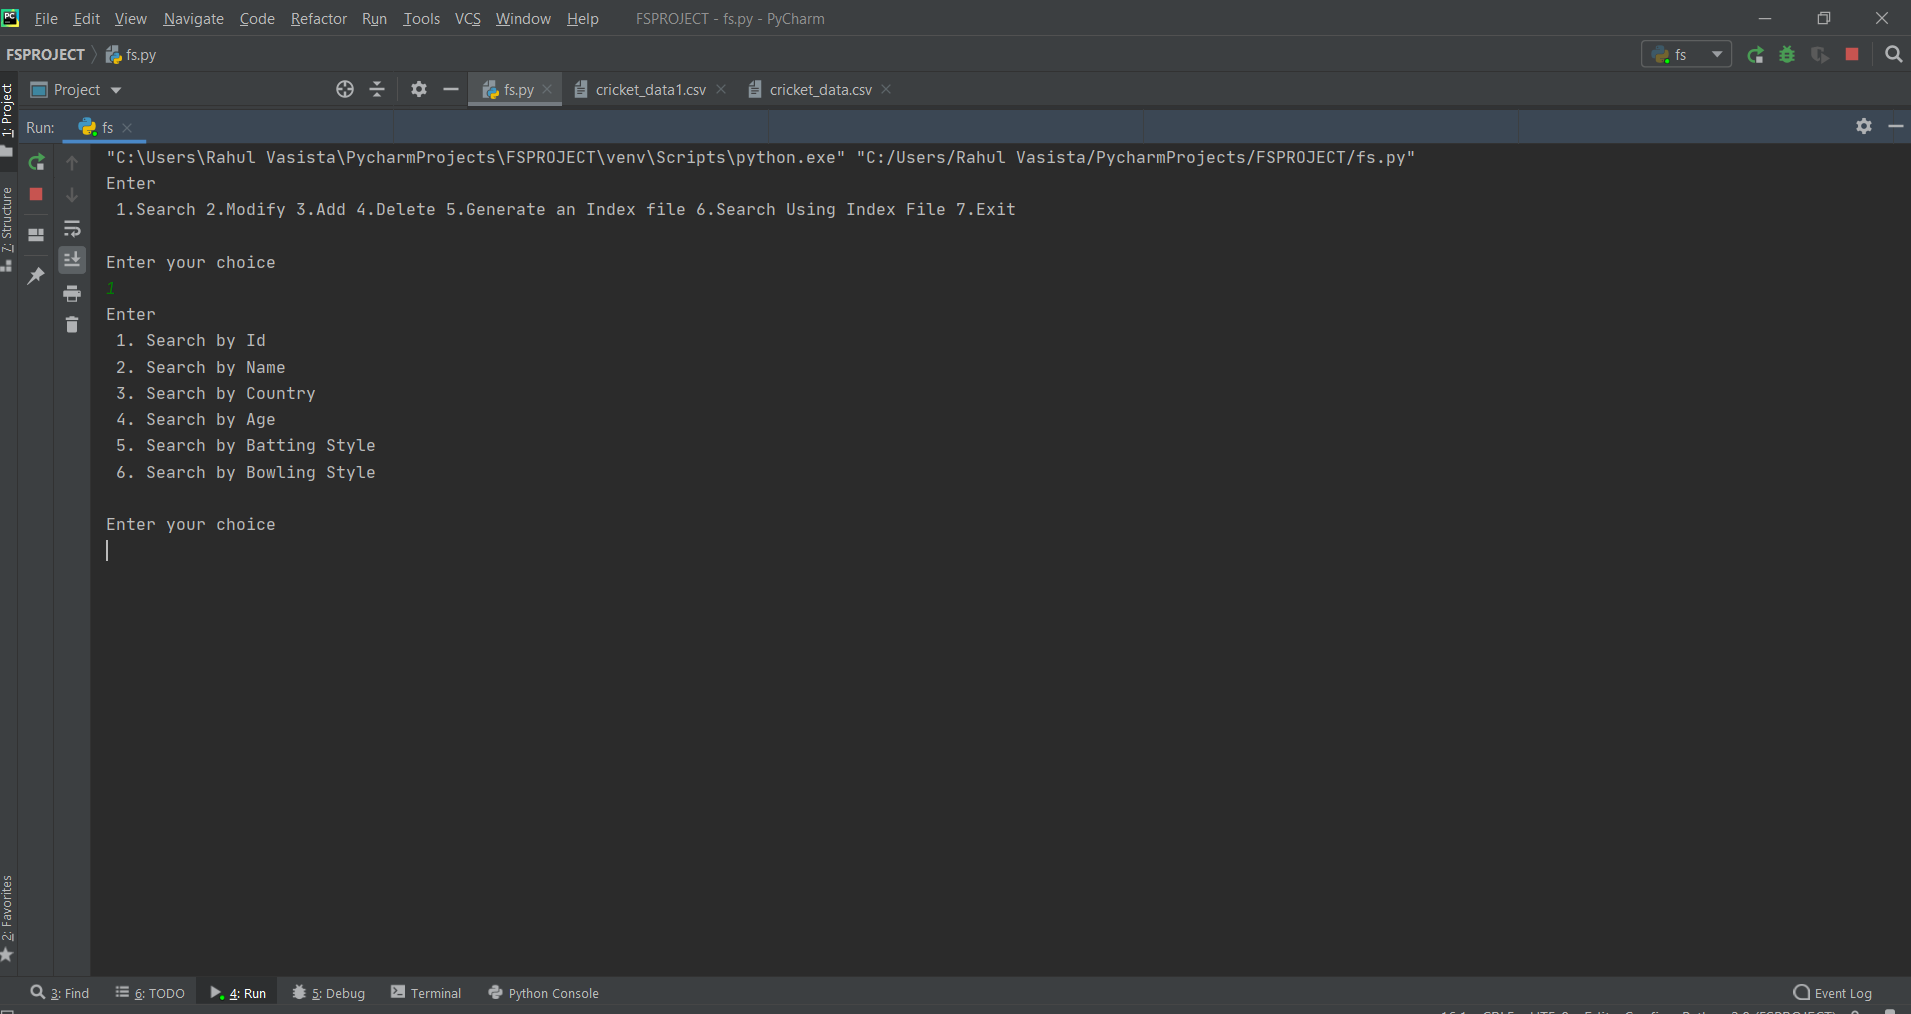 File Edit View Navigate Code Refactor Run Tools VCS Window Help FSPROJECT - fs.py - PyCharm
FSPROJECT fs.py fs
1: Project
Project fs.py cricket_data1.csv cricket_data.csv
Run: fs
"C:\Users\Rahul Vasista\PycharmProjects\FSPROJECT\venv\Scripts\python.exe" "C:/Users/Rahul Vasista/PycharmProjects/FSPROJECT/fs.py"
Enter
1.Search 2.Modify 3.Add 4.Delete 5.Generate an Index file 6.Search Using Index File 7.Exit
7: Structure
Enter your choice
1
Enter
1. Search by Id
2. Search by Name
3. Search by Country
4. Search by Age
5. Search by Batting Style
6. Search by Bowling Style
Enter your choice
2: Favorites
3: Find 6: TODO 4: Run 5: Debug Terminal Python Console Event Log